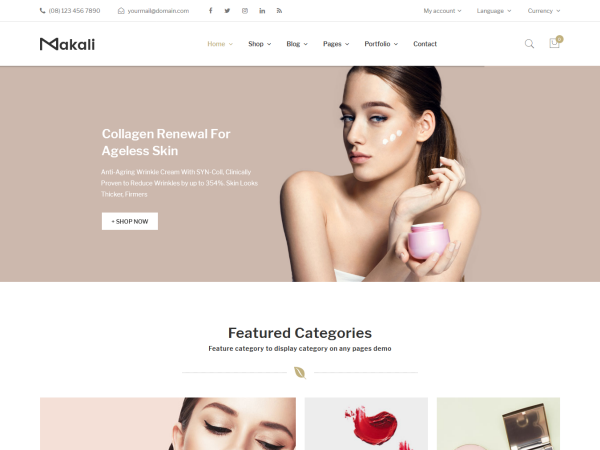 (08) 123 456 7890 yourmail@domain.com My account Language Currency
Makali Home Shop Blog Pages Portfolio Contact 0
Collagen Renewal For
Ageless Skin
Anti-Aging Wrinkle Cream With SYN-Coll, Clinically
Proven to Reduce Wrinkles by up to 354%. Skin Looks
Thicker, Firmers
+ SHOP NOW
Featured Categories
Feature category to display category on any pages demo